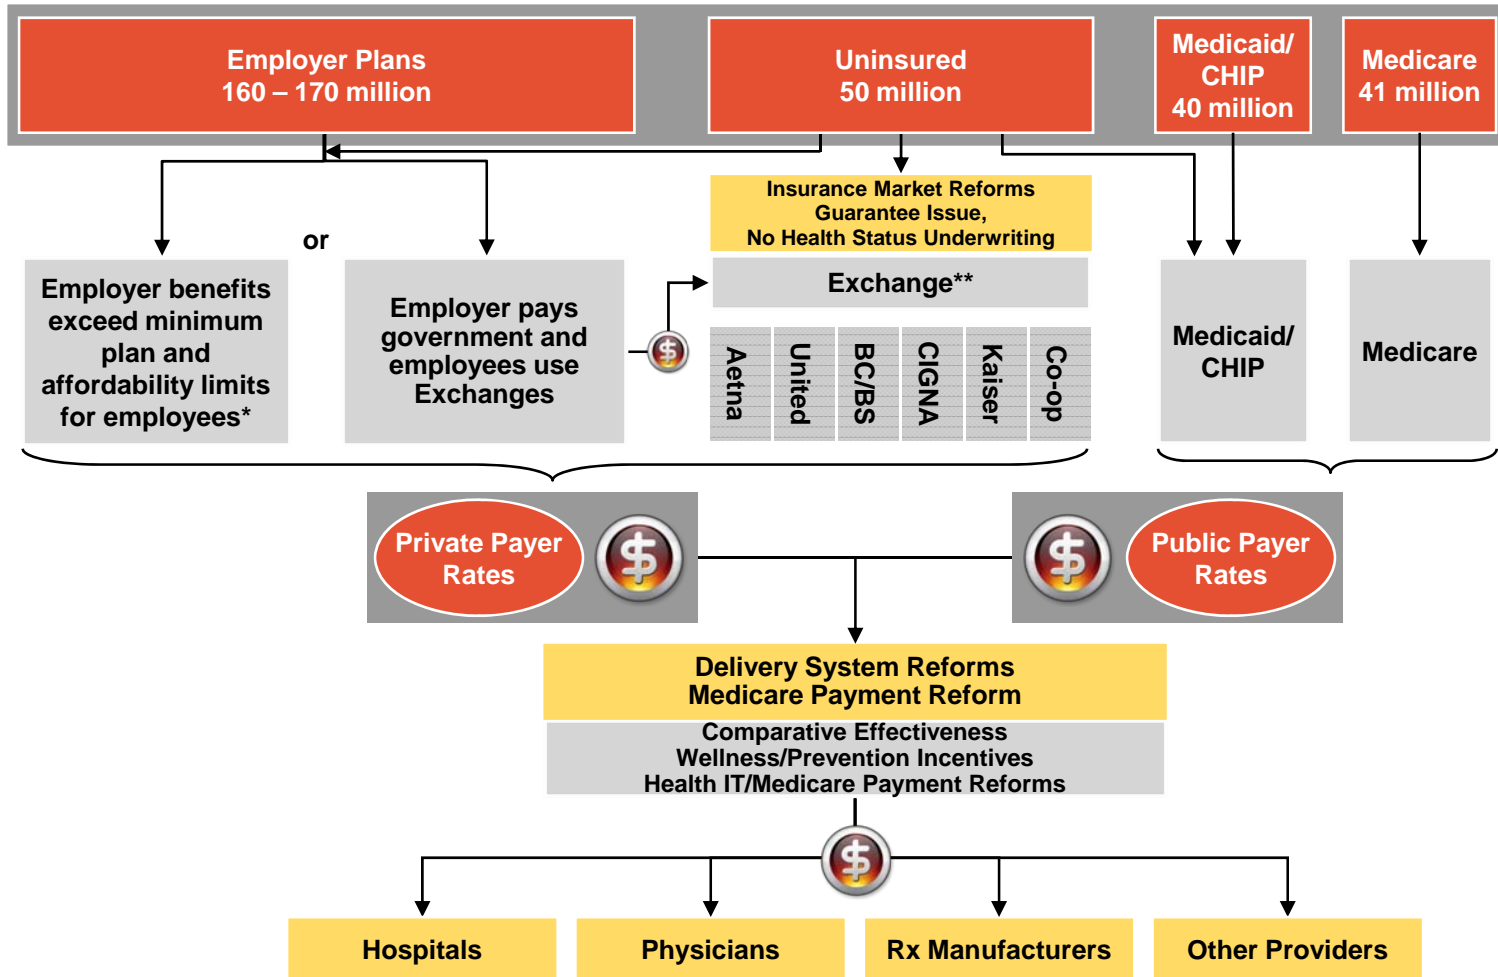 Employer Plans
160 – 170 million
Uninsured
50 million
Medicaid/
CHIP
40 million
Medicare
41 million
Insurance Market Reforms
Guarantee Issue,
No Health Status Underwriting
or
Employer benefits
exceed minimum
plan and
affordability limits
for employees*
Employer pays
government and
employees use
Exchanges
$
Exchange**
Aetna
United
BC/BS
CIGNA
Kaiser
Co-op
Medicaid/
CHIP
Medicare
Private Payer
Rates
$
$
Public Payer
Rates
Delivery System Reforms
Medicare Payment Reform
Comparative Effectiveness
Wellness/Prevention Incentives
Health IT/Medicare Payment Reforms
$
Hospitals
Physicians
Rx Manufacturers
Other Providers